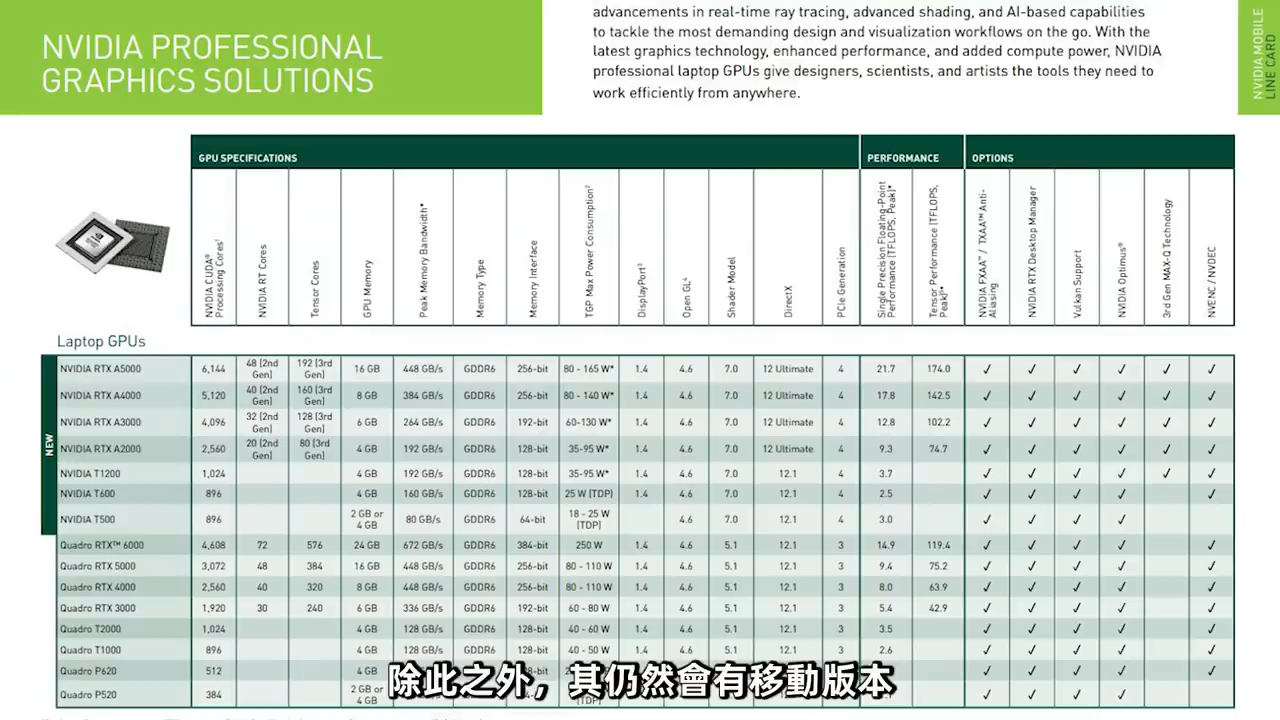 NVIDIA PROFESSIONAL
GRAPHICS SOLUTIONS
advancements in real-time ray tracing, advanced shading, and AI-based capabilities
to tackle the most demanding design and visualization workflows on the go. With the
latest graphics technology, enhanced performance, and added compute power, NVIDIA
professional laptop GPUs give designers, scientists, and artists the tools they need to
work efficiently from anywhere.
NVIDIA MOBILE
LINE CARD
GPU SPECIFICATIONS PERFORMANCE OPTIONS
NVIDIA CUDA® Processing Cores¹
NVIDIA RT Cores
Tensor Cores
GPU Memory
Peak Memory Bandwidth*
Memory Type
Memory Interface
TGP Max Power Consumption²
DisplayPort³
Open GL⁴
Shader Model
DirectX
PCIe Generation
Single Precision Floating-Point Performance (TFLOPS, Peak)*
Tensor Performance (TFLOPS, Peak)⁵*
NVIDIA FXAA™ / TXAA™ Anti-Aliasing
NVIDIA RTX Desktop Manager
Vulkan Support
NVIDIA Optimus®
3rd Gen MAX-Q Technology
NVENC / NVDEC
Laptop GPUs
NEW
NVIDIA RTX A5000 6,144 48 (2nd Gen) 192 (3rd Gen) 16 GB 448 GB/s GDDR6 256-bit 80 - 165 W* 1.4 4.6 7.0 12 Ultimate 4 21.7 174.0 ✓ ✓ ✓ ✓ ✓ ✓
NVIDIA RTX A4000 5,120 40 (2nd Gen) 160 (3rd Gen) 8 GB 384 GB/s GDDR6 256-bit 80 - 140 W* 1.4 4.6 7.0 12 Ultimate 4 17.8 142.5 ✓ ✓ ✓ ✓ ✓ ✓
NVIDIA RTX A3000 4,096 32 (2nd Gen) 128 (3rd Gen) 6 GB 264 GB/s GDDR6 192-bit 60-130 W* 1.4 4.6 7.0 12 Ultimate 4 12.8 102.2 ✓ ✓ ✓ ✓ ✓ ✓
NVIDIA RTX A2000 2,560 20 (2nd Gen) 80 (3rd Gen) 4 GB 192 GB/s GDDR6 128-bit 35-95 W* 1.4 4.6 7.0 12 Ultimate 4 9.3 74.7 ✓ ✓ ✓ ✓ ✓ ✓
NVIDIA T1200 1,024 4 GB 192 GB/s GDDR6 128-bit 35-95 W* 1.4 4.6 7.0 12.1 4 3.7 ✓ ✓ ✓ ✓ ✓ ✓
NVIDIA T600 896 4 GB 160 GB/s GDDR6 128-bit 25 W (TDP) 1.4 4.6 7.0 12.1 4 2.5 ✓ ✓ ✓ ✓ ✓
NVIDIA T500 896 2 GB or 4 GB 80 GB/s GDDR6 64-bit 18 - 25 W (TDP) 4.6 7.0 12.1 4 3.0 ✓ ✓ ✓ ✓
Quadro RTX™ 6000 4,608 72 576 24 GB 672 GB/s GDDR6 384-bit 250 W 1.4 4.6 5.1 12.1 3 14.9 119.4 ✓ ✓ ✓ ✓ ✓
Quadro RTX 5000 3,072 48 384 16 GB 448 GB/s GDDR6 256-bit 80 - 110 W 1.4 4.6 5.1 12.1 3 9.4 75.2 ✓ ✓ ✓ ✓ ✓
Quadro RTX 4000 2,560 40 320 8 GB 448 GB/s GDDR6 256-bit 80 - 110 W 1.4 4.6 5.1 12.1 3 8.0 63.9 ✓ ✓ ✓ ✓ ✓
Quadro RTX 3000 1,920 30 240 6 GB 336 GB/s GDDR6 192-bit 60 - 80 W 1.4 4.6 5.1 12.1 3 5.4 42.9 ✓ ✓ ✓ ✓ ✓
Quadro T2000 1,024 4 GB 128 GB/s GDDR6 128-bit 40 - 60 W 1.4 4.6 5.1 12.1 3 3.5 ✓ ✓ ✓ ✓ ✓
Quadro T1000 896 4 GB 128 GB/s GDDR6 128-bit 40 - 50 W 1.4 4.6 5.1 12.1 3 2.6 ✓ ✓ ✓ ✓ ✓
Quadro P620 512 4 GB ✓ ✓ ✓ ✓ ✓
Quadro P520 384 2 GB or 4 GB (TDP) ✓ ✓ ✓ ✓
除此之外，其仍然會有移動版本